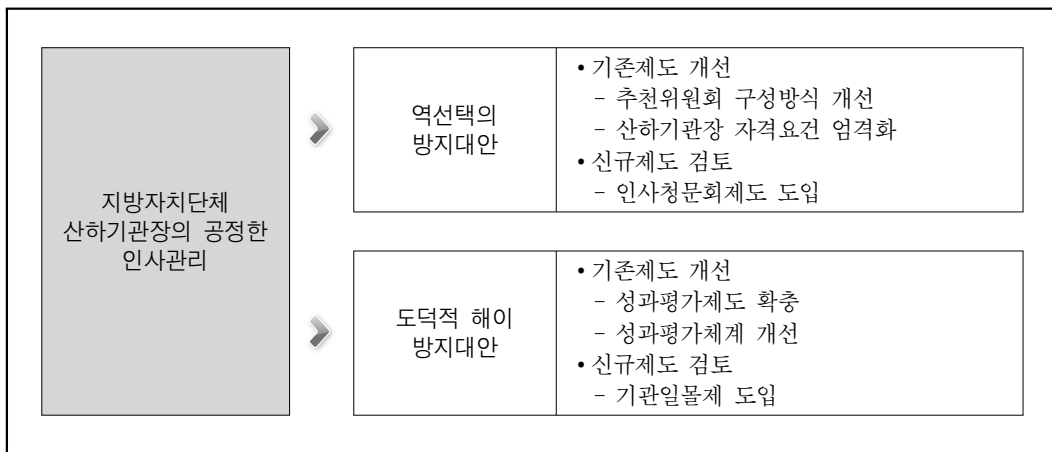 지방자치단체
산하기관장의 공정한
인사관리
역선택의
방지대안
• 기존제도 개선
- 추천위원회 구성방식 개선
- 산하기관장 자격요건 엄격화
• 신규제도 검토
- 인사청문회제도 도입
도덕적 해이
방지대안
• 기존제도 개선
- 성과평가제도 확충
- 성과평가체계 개선
• 신규제도 검토
- 기관일몰제 도입